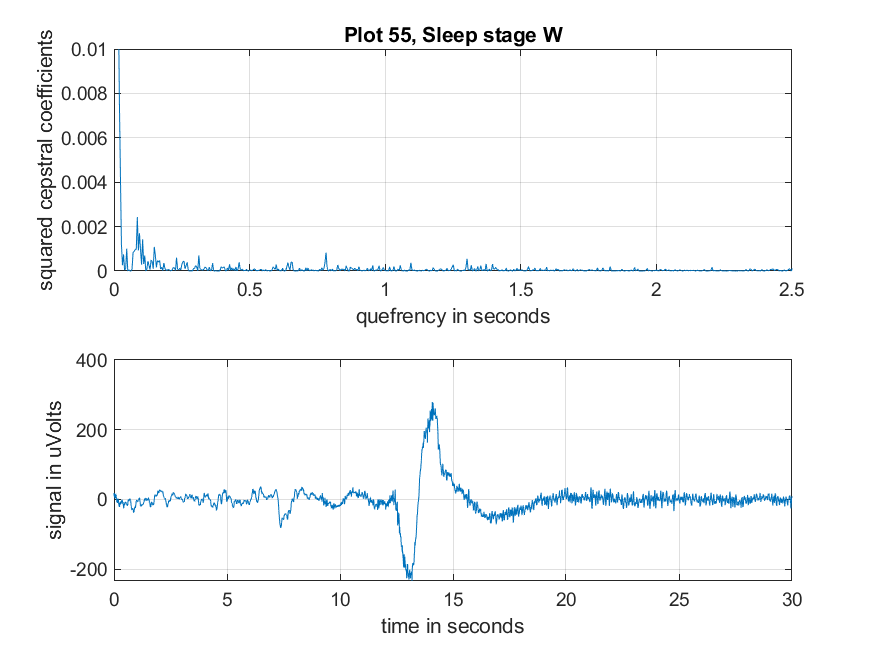 Plot 55, Sleep stage W
squared cepstral coefficients
0.01
0.008
0.006
0.004
0.002
0
0 0.5 1 1.5 2 2.5
quefrency in seconds
signal in uVolts
400
200
0
-200
0 5 10 15 20 25 30
time in seconds